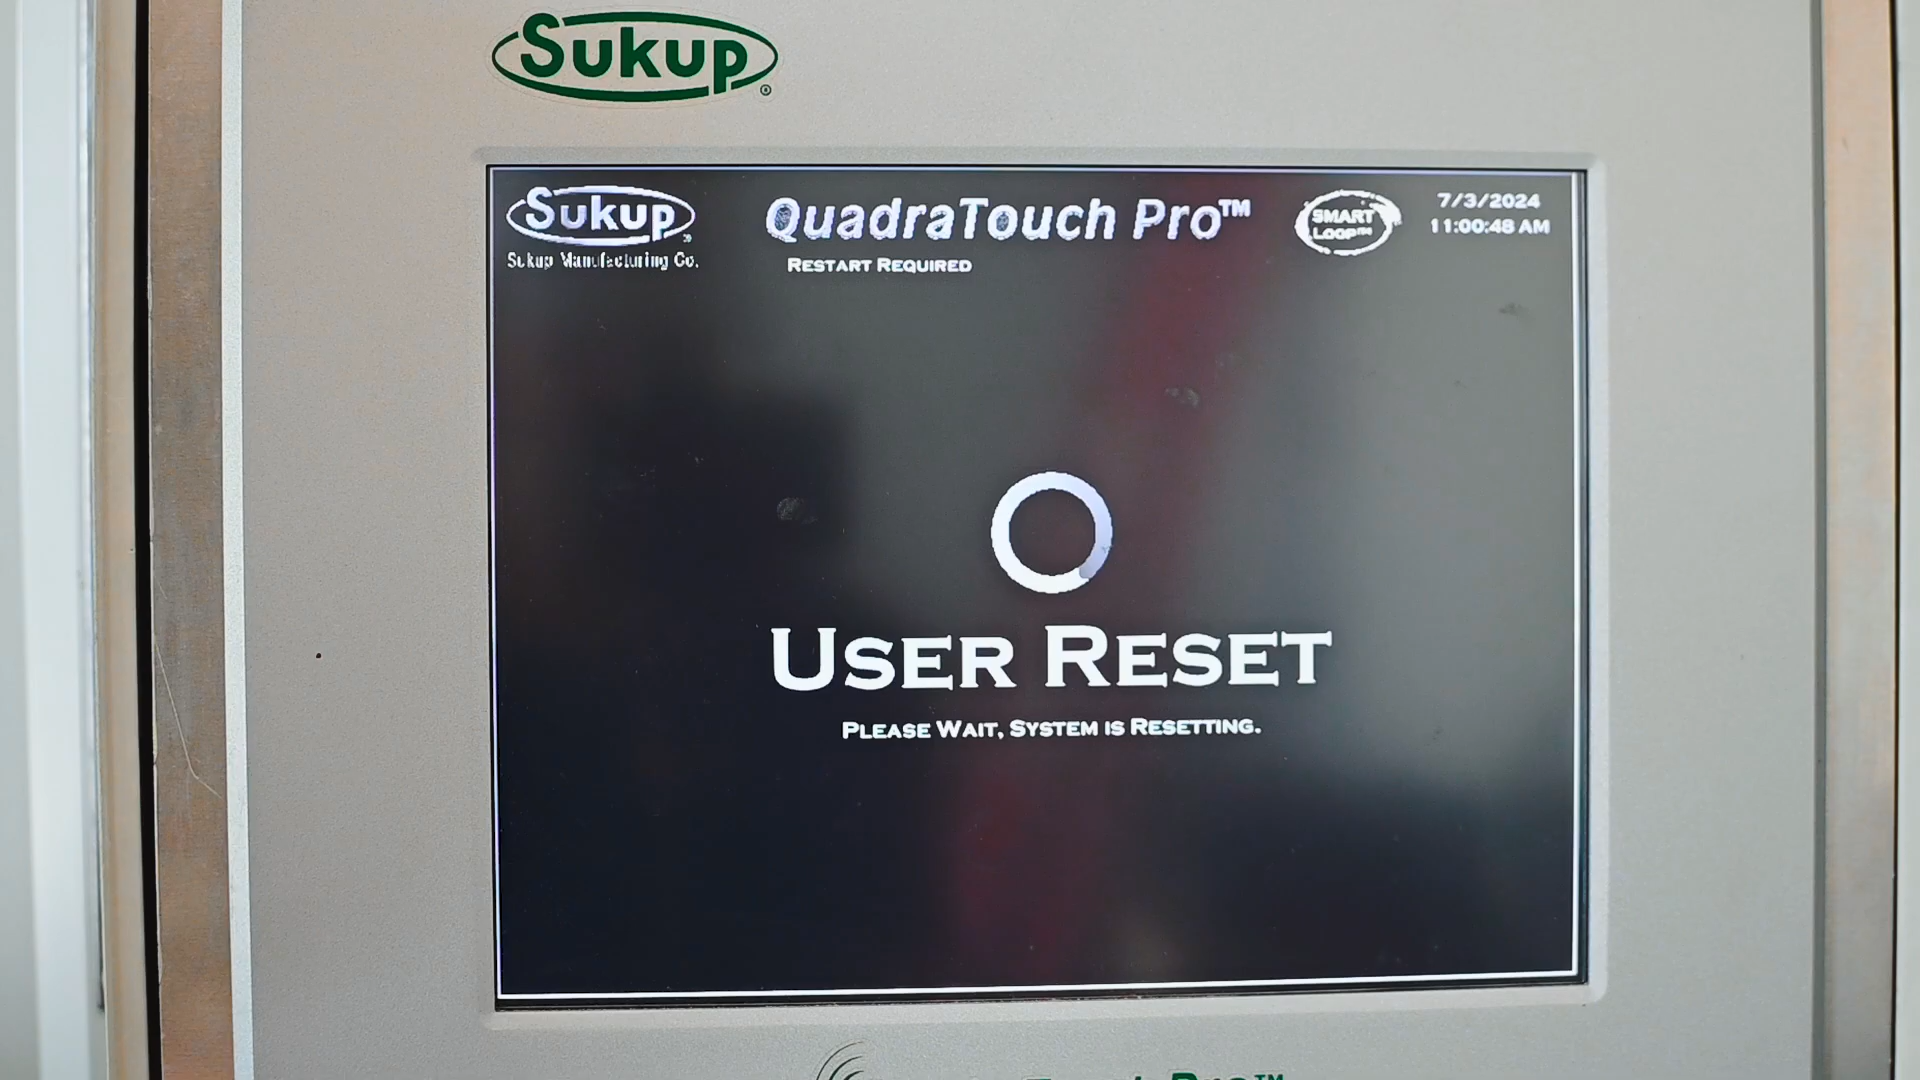 Sukup®
Sukup®
Sukup Manufacturing Co.
QuadraTouch Pro™
RESTART REQUIRED
SMART
LOOP™
7/3/2024
11:00:48 AM
USER RESET
PLEASE WAIT, SYSTEM IS RESETTING.